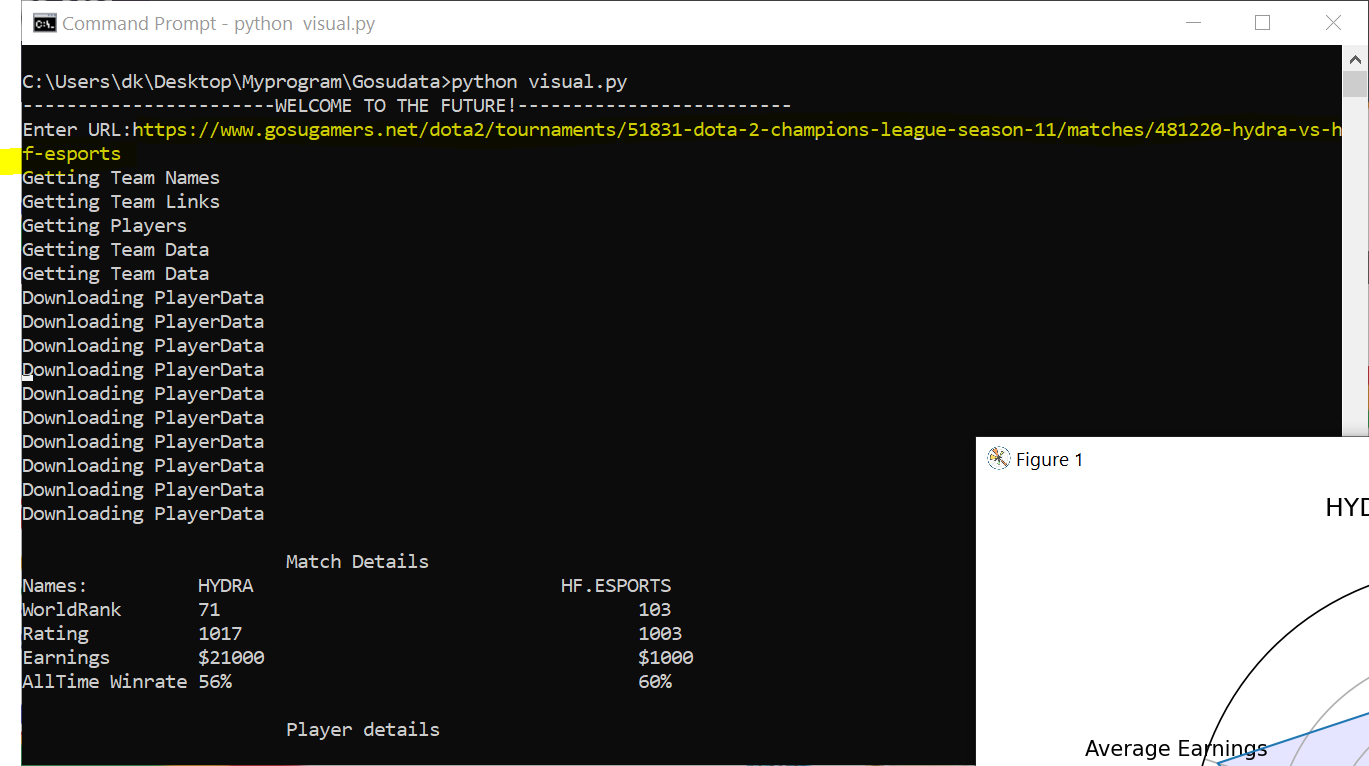 Command Prompt - python  visual.py
C:\Users\dk\Desktop\Myprogram\Gosudata>python visual.py
-----------------------WELCOME TO THE FUTURE!-------------------------
Enter URL:https://www.gosugamers.net/dota2/tournaments/51831-dota-2-champions-league-season-11/matches/481220-hydra-vs-h
f-esports
Getting Team Names
Getting Team Links
Getting Players
Getting Team Data
Getting Team Data
Downloading PlayerData
Downloading PlayerData
Downloading PlayerData
Downloading PlayerData
Downloading PlayerData
Downloading PlayerData
Downloading PlayerData
Downloading PlayerData
Downloading PlayerData
Downloading PlayerData
Match Details
Names: HYDRA HF.ESPORTS
WorldRank 71 103
Rating 1017 1003
Earnings $21000 $1000
AllTime Winrate 56% 60%
Player details
Figure 1
HYD
Average Earnings